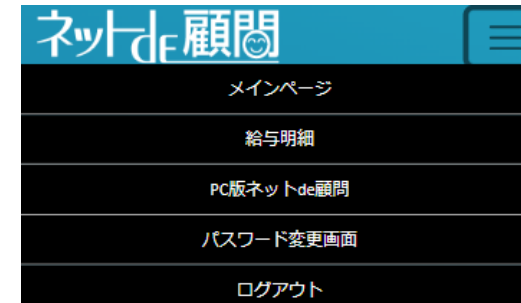 ネットde顧問
メインページ
給与明細
PC版ネットde顧問
パスワード変更画面
ログアウト